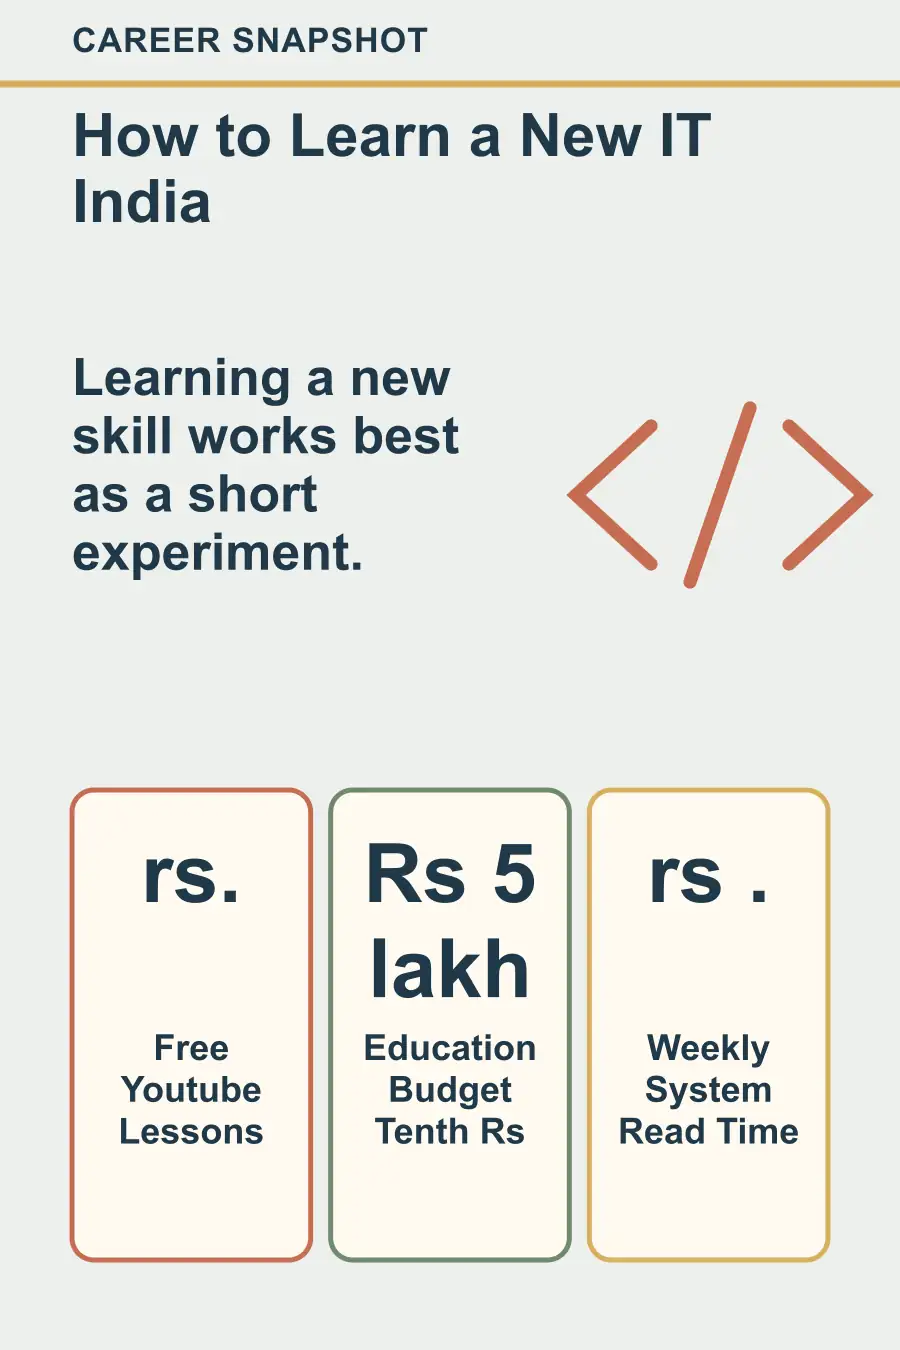 CAREER SNAPSHOT
How to Learn a New IT
India
Learning a new
skill works best
as a short
experiment.
rs.
Free
Youtube
Lessons
Rs 5
lakh
Education
Budget
Tenth Rs
rs .
Weekly
System
Read Time